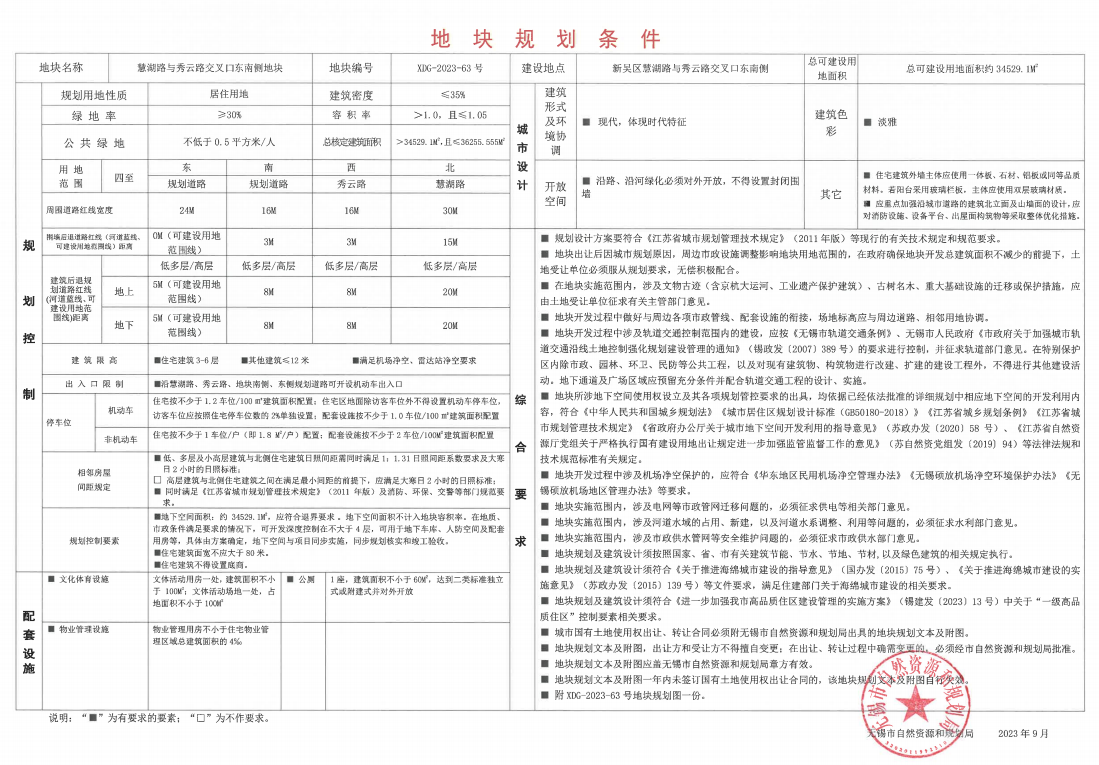 地 块 规 划 条 件
地块名称 慧湖路与秀云路交叉口东南侧地块 地块编号 XDG-2023-63 号 建设地点 新吴区慧湖路与秀云路交叉口东南侧 总可建设用地面积 总可建设用地面积约 34529.1M²
规划控制
规划用地性质 居住用地 建筑密度 ≤35%
绿 地 率 ≥30% 容 积 率 >1.0，且≤1.05
公 共 绿 地 不低于 0.5 平方米/人 总核定建筑面积 >34529.1M²,且≤36255.555M²
用 地 范 围 四至 东 南 西 北
规划道路 规划道路 秀云路 慧湖路
周围道路红线宽度 24M 16M 16M 30M
围墙后退道路红线（河道蓝线、可建设用地范围线）距离 0M（可建设用地范围线） 3M 3M 15M
建筑后退规划道路红线(河道蓝线、可建设用地范围线)距离 低多层/高层 低多层/高层 低多层/高层 低多层/高层
地上 5M（可建设用地范围线） 8M 8M 20M
地下 5M（可建设用地范围线） 8M 8M 20M
建 筑 限 高 ■住宅建筑 3-6 层 ■其他建筑≤12 米 ■满足机场净空、雷达站净空要求
出 入 口 限 制 ■沿慧湖路、秀云路、地块南侧、东侧规划道路可开设机动车出入口
停车位 机动车 住宅按不少于 1.2 车位/100 ㎡建筑面积配置；住宅区地面除访客车位外不得设置机动车停车位，
访客车位应按照住宅停车位数的 2%单独设置；配套设施按不少于 1.0 车位/100 ㎡建筑面积配置
非机动车 住宅按不少于 1 车位/户（即 1.8 M²/户）配置；配套设施按不少于 2 车位/100M²建筑面积配置
相邻房屋间距规定 ■ 低、多层及小高层建筑与北侧住宅建筑日照间距需同时满足 1：1.31 日照间距系数要求及大寒
日 2 小时的日照标准；
□ 高层建筑与北侧住宅建筑之间在满足最小间距的前提下，应满足大寒日 2 小时的日照标准；
■ 同时满足《江苏省城市规划管理技术规定》（2011 年版）及消防、环保、交警等部门规范要
求。
规划控制要素 ■地下空间面积：约 34529.1M²，应符合退界要求 。地下空间面积不计入地块容积率。在地质、
市政条件满足要求的情况下，可开发深度控制在不大于 4 层，可用于地下车库、人防空间及配套
用房等，具体由方案确定，地下空间与项目同步实施，同步规划核实和竣工验收。
■住宅建筑面宽不应大于 80 米。
■住宅建筑不得设置底商。
配套设施
■ 文化体育设施 文体活动用房一处，建筑面积不小
于 100M²；文体活动场地一处，占
地面积不小于 100M²
■ 公厕 1 座，建筑面积不小于 60M²，达到二类标准独立
式或附建式并对外开放
■ 物业管理设施 物业管理用房不小于住宅物业管
理区域总建筑面积的 4‰。
城市设计
建筑形式及环境协调 ■ 现代，体现时代特征 建筑色彩 ■ 淡雅
开放空间 ■ 沿路、沿河绿化必须对外开放，不得设置封闭围
墙
其它 ■ 住宅建筑外墙主体应使用一体板、石材、铝板或同等品质
材料。若阳台采用玻璃栏板，主体应使用双层玻璃材质。
■ 应重点加强沿城市道路的建筑北立面及山墙面的设计，应
对消防设施、设备平台、出屋面构筑物等采取整体优化措施。
综合要求
■ 规划设计方案要符合《江苏省城市规划管理技术规定》（2011 年版）等现行的有关技术规定和规范要求。
■ 地块出让后因城市规划原因，周边市政设施调整影响地块用地范围的，在政府确保地块开发总建筑面积不减少的前提下，土
地受让单位必须服从规划要求，无偿积极配合。
■ 在地块实施范围内，涉及文物古迹（含京杭大运河、工业遗产保护建筑）、古树名木、重大基础设施的迁移或保护措施，应
由土地受让单位征求有关主管部门意见。
■ 地块开发过程中做好与周边各项市政管线、配套设施的衔接，场地标高应与周边道路、相邻用地协调。
■ 地块开发过程中涉及轨道交通控制范围内的建设，应按《无锡市轨道交通条例》、无锡市人民政府《市政府关于加强城市轨
道交通沿线土地控制强化规划建设管理的通知》（锡政发〔2007〕389 号）的要求进行控制，并征求轨道部门意见。在特别保护
区内除市政、园林、环卫、民防等公共工程，以及对现有建筑物、构筑物进行改建、扩建的建设工程外，不得进行其他建设活
动。地下通道及广场区域应预留充分条件并配合轨道交通工程的设计、实施。
■ 地块所涉地下空间使用权设立及其各项规划管控要求的出具，均依据已经依法批准的详细规划中相应地下空间的开发利用内
容，符合《中华人民共和国城乡规划法》《城市居住区规划设计标准（GB50180-2018）》《江苏省城乡规划条例》《江苏省城
市规划管理技术规定》《省政府办公厅关于城市地下空间开发利用的指导意见》（苏政办发〔2020〕58 号）、《江苏省自然资
源厅党组关于严格执行国有建设用地出让规定进一步加强监管监督工作的意见》（苏自然资党组发〔2019〕94）等法律法规和
技术规范标准有关规定。
■ 地块开发过程中涉及机场净空保护的，应符合《华东地区民用机场净空管理办法》《无锡硕放机场净空环境保护办法》《无
锡硕放机场地区管理办法》等要求。
■ 地块实施范围内，涉及电网等市政管网迁移问题的，必须征求供电等相关部门意见。
■ 地块实施范围内，涉及河道水域的占用、新建，以及河道水系调整、利用等问题的，必须征求水利部门意见。
■ 地块实施范围内，涉及市政供水管网等安全维护问题的，必须征求市政供水部门意见。
■ 地块规划及建筑设计须按照国家、省、市有关建筑节能、节水、节地、节材,以及绿色建筑的相关规定执行。
■ 地块规划及建筑设计须符合《关于推进海绵城市建设的指导意见》（国办发〔2015〕75 号）、《关于推进海绵城市建设的实
施意见》（苏政办发〔2015〕139 号）等文件要求，满足住建部门关于海绵城市建设的相关要求。
■ 地块规划及建筑设计须符合《进一步加强我市高品质住区建设管理的实施方案》（锡建发〔2023〕13 号）中关于“一级高品
质住区”控制要素相关要求。
■ 城市国有土地使用权出让、转让合同必须附无锡市自然资源和规划局出具的地块规划文本及附图。
■ 地块规划文本及附图，出让方和受让方不得擅自变更；在出让、转让过程中确需变更的，必须经市自然资源和规划局批准。
■ 地块规划文本及附图应盖无锡市自然资源和规划局章方有效。
■ 地块规划文本及附图一年内未签订国有土地使用权出让合同的，该地块规划文本及附图自行失效。
■ 附 XDG-2023-63 号地块规划图一份。
说明：“■”为有要求的要素；“□”为不作要求。
无锡市自然资源和规划局
无锡市自然资源和规划局 2023 年 9 月